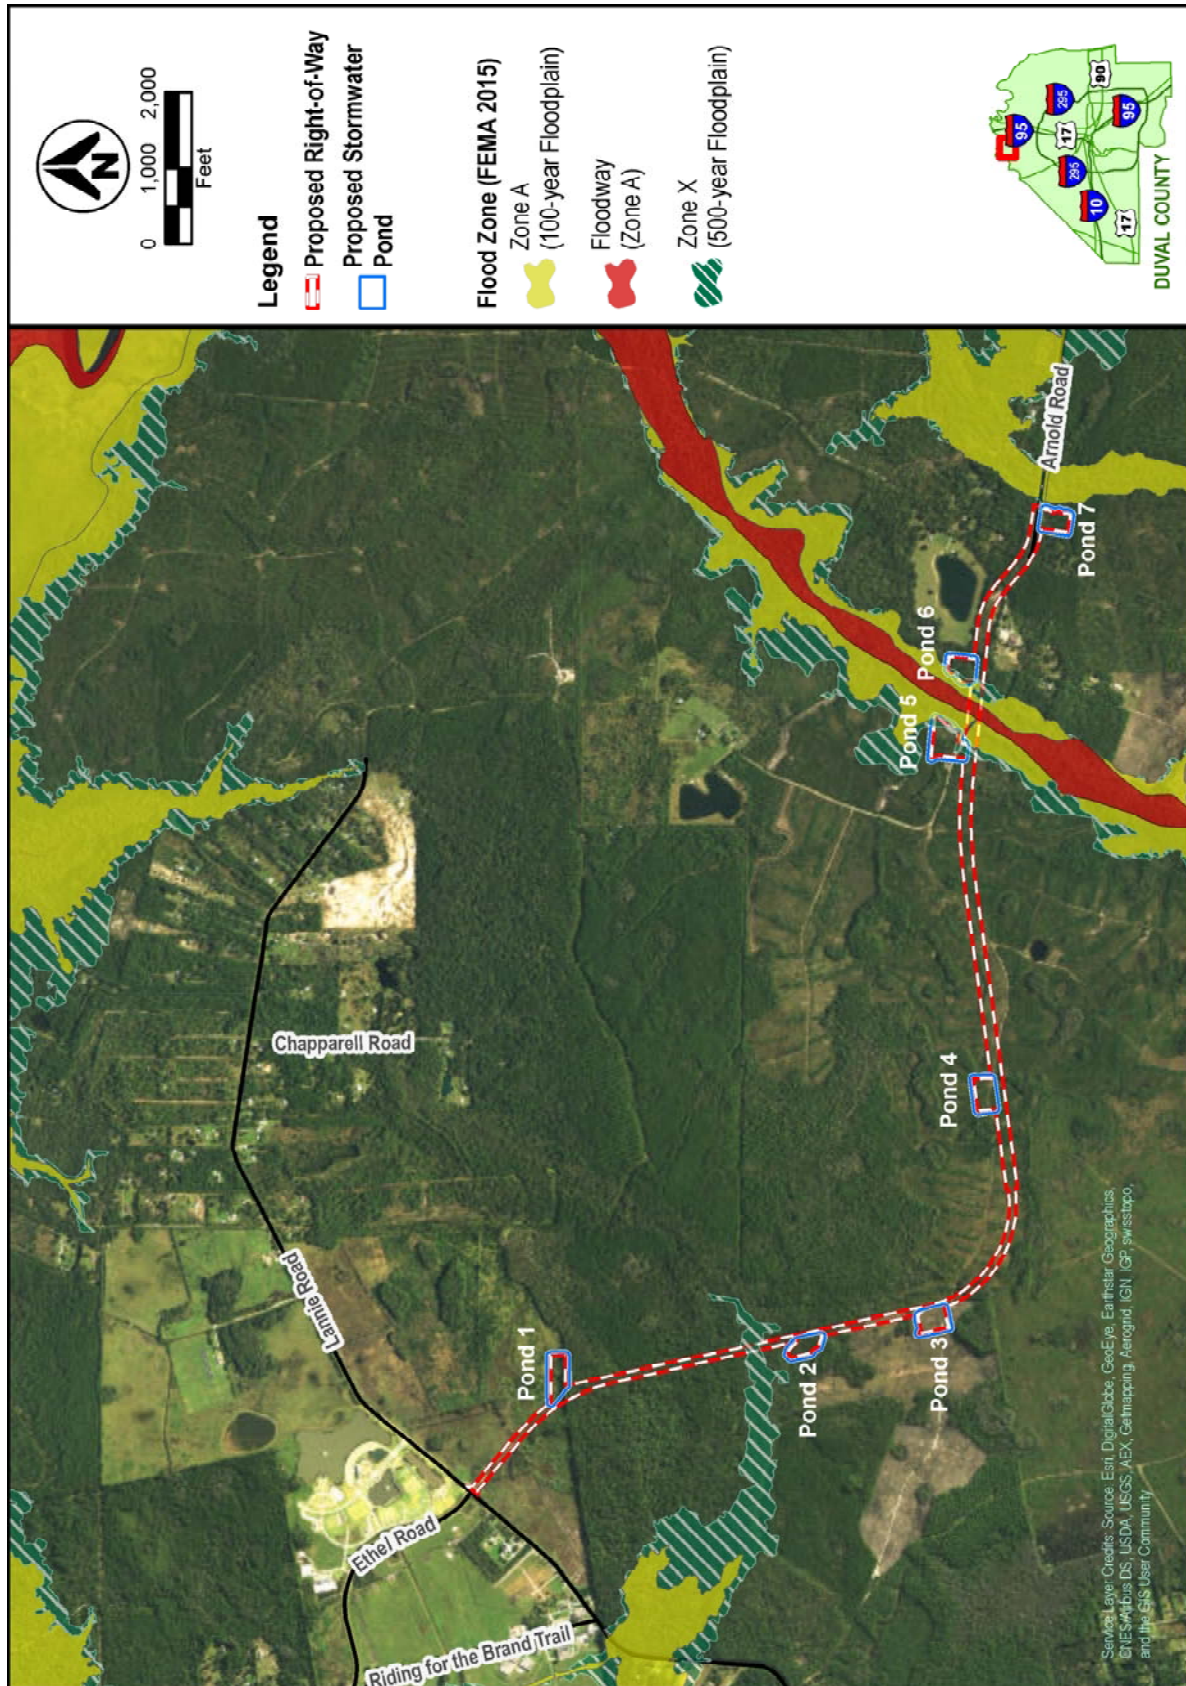 N
0 1,000 2,000
Feet
Legend
Proposed Right-of-Way
Proposed Stormwater
Pond
Flood Zone (FEMA 2015)
Zone A
(100-year Floodplain)
Floodway
(Zone A)
Zone X
(500-year Floodplain)
95
295
17
90
295
95
10
17
DUVAL COUNTY
Chapparell Road
Lannie Road
Ethel Road
Riding for the Brand Trail
Arnold Road
Pond 1
Pond 2
Pond 3
Pond 4
Pond 5
Pond 6
Pond 7
Service Layer Credits: Source: Esri, DigitalGlobe, GeoEye, Earthstar Geographics,
CNES/Airbus DS, USDA, USGS, AEX, Getmapping, Aerogrid, IGN, IGP, swisstopo,
and the GIS User Community